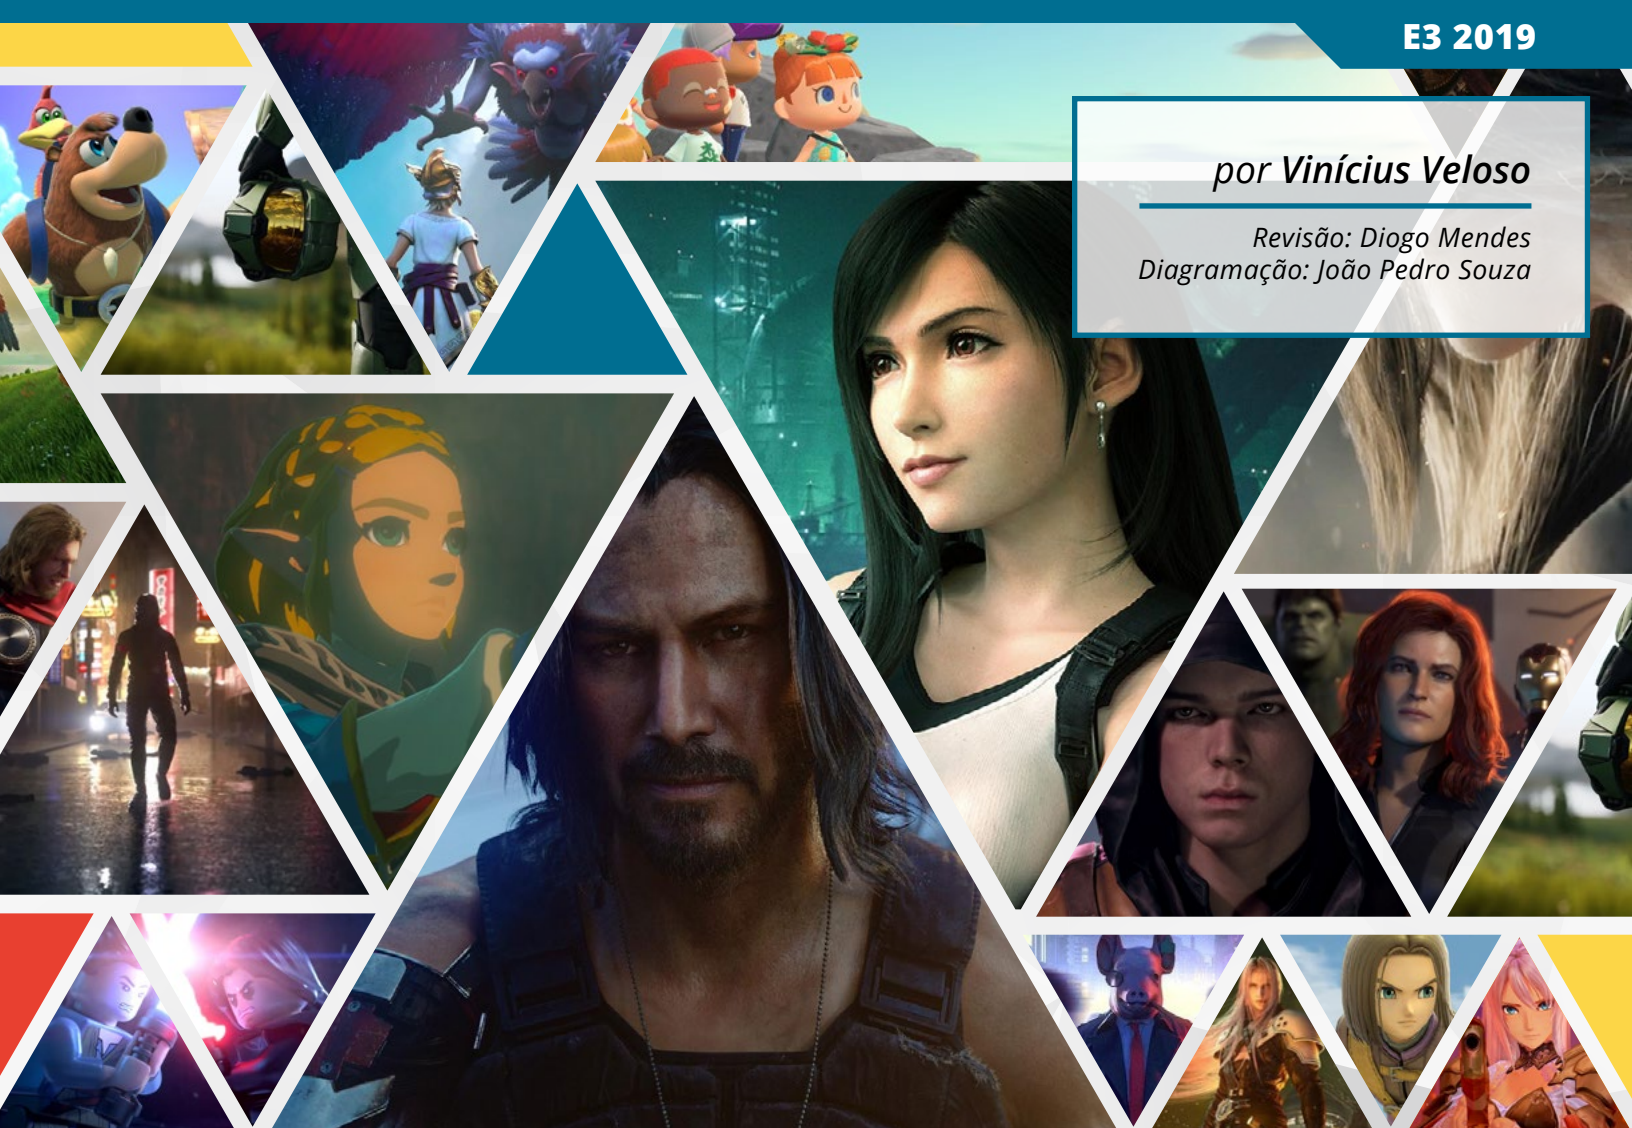 E3 2019
por Vinícius Veloso
Revisão: Diogo Mendes
Diagramação: João Pedro Souza